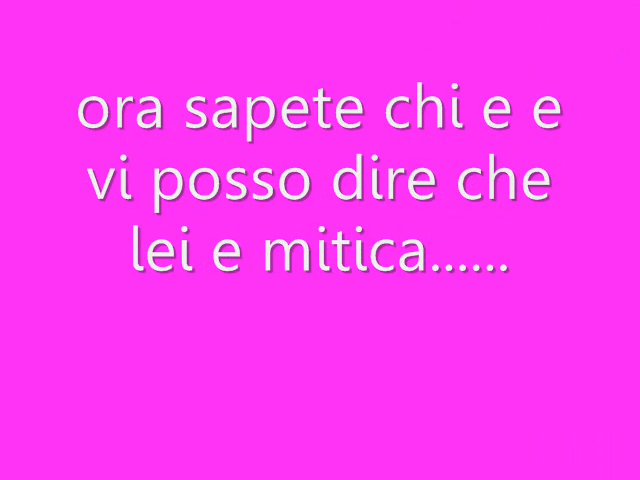 ora sapete chi e e
vi posso dire che
lei e mitica......